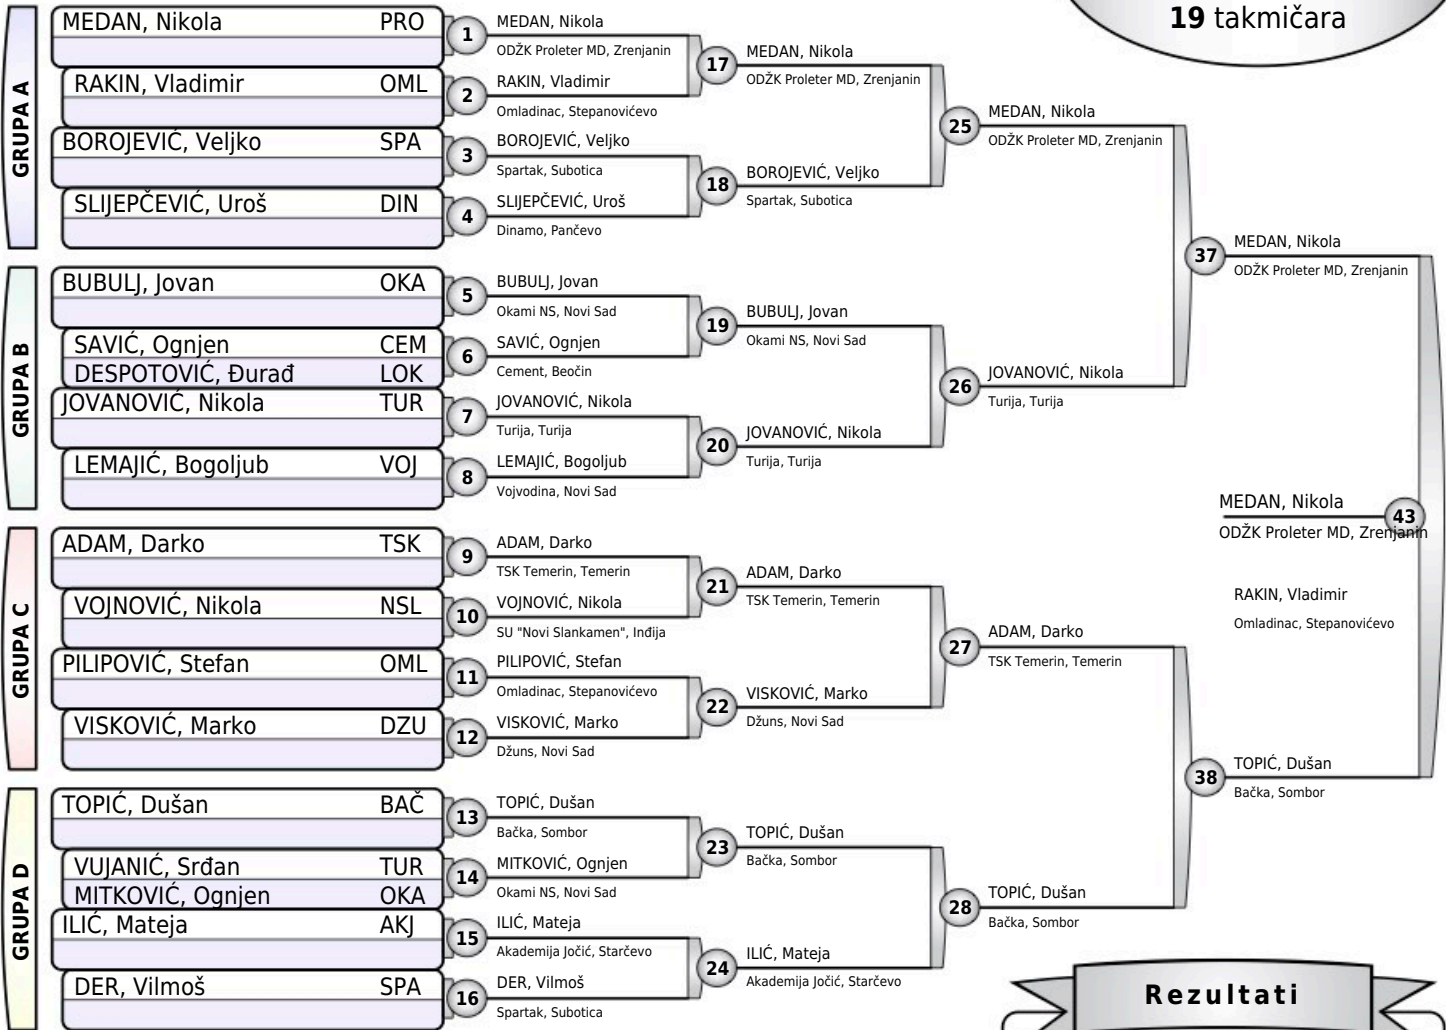 19 takmičara
GRUPA A
MEDAN, Nikola PRO
RAKIN, Vladimir OML
BOROJEVIĆ, Veljko SPA
SLIJEPČEVIĆ, Uroš DIN
GRUPA B
BUBULJ, Jovan OKA
SAVIĆ, Ognjen CEM
DESPOTOVIĆ, Đurađ LOK
JOVANOVIĆ, Nikola TUR
LEMAJIĆ, Bogoljub VOJ
GRUPA C
ADAM, Darko TSK
VOJNOVIĆ, Nikola NSL
PILIPOVIĆ, Stefan OML
VISKOVIĆ, Marko DZU
GRUPA D
TOPIĆ, Dušan BAČ
VUJANIĆ, Srđan TUR
MITKOVIĆ, Ognjen OKA
ILIĆ, Mateja AKJ
DER, Vilmoš SPA
1
MEDAN, Nikola
ODŽK Proleter MD, Zrenjanin
2
RAKIN, Vladimir
Omladinac, Stepanovićevo
3
BOROJEVIĆ, Veljko
Spartak, Subotica
4
SLIJEPČEVIĆ, Uroš
Dinamo, Pančevo
5
BUBULJ, Jovan
Okami NS, Novi Sad
6
SAVIĆ, Ognjen
Cement, Beočin
7
JOVANOVIĆ, Nikola
Turija, Turija
8
LEMAJIĆ, Bogoljub
Vojvodina, Novi Sad
9
ADAM, Darko
TSK Temerin, Temerin
10
VOJNOVIĆ, Nikola
SU "Novi Slankamen", Inđija
11
PILIPOVIĆ, Stefan
Omladinac, Stepanovićevo
12
VISKOVIĆ, Marko
Džuns, Novi Sad
13
TOPIĆ, Dušan
Bačka, Sombor
14
MITKOVIĆ, Ognjen
Okami NS, Novi Sad
15
ILIĆ, Mateja
Akademija Jočić, Starčevo
16
DER, Vilmoš
Spartak, Subotica
17
MEDAN, Nikola
ODŽK Proleter MD, Zrenjanin
18
BOROJEVIĆ, Veljko
Spartak, Subotica
19
BUBULJ, Jovan
Okami NS, Novi Sad
20
JOVANOVIĆ, Nikola
Turija, Turija
21
ADAM, Darko
TSK Temerin, Temerin
22
VISKOVIĆ, Marko
Džuns, Novi Sad
23
TOPIĆ, Dušan
Bačka, Sombor
24
ILIĆ, Mateja
Akademija Jočić, Starčevo
25
MEDAN, Nikola
ODŽK Proleter MD, Zrenjanin
26
JOVANOVIĆ, Nikola
Turija, Turija
27
ADAM, Darko
TSK Temerin, Temerin
28
TOPIĆ, Dušan
Bačka, Sombor
37
MEDAN, Nikola
ODŽK Proleter MD, Zrenjanin
38
TOPIĆ, Dušan
Bačka, Sombor
MEDAN, Nikola
43
ODŽK Proleter MD, Zrenjanin
RAKIN, Vladimir
Omladinac, Stepanovićevo
Rezultati